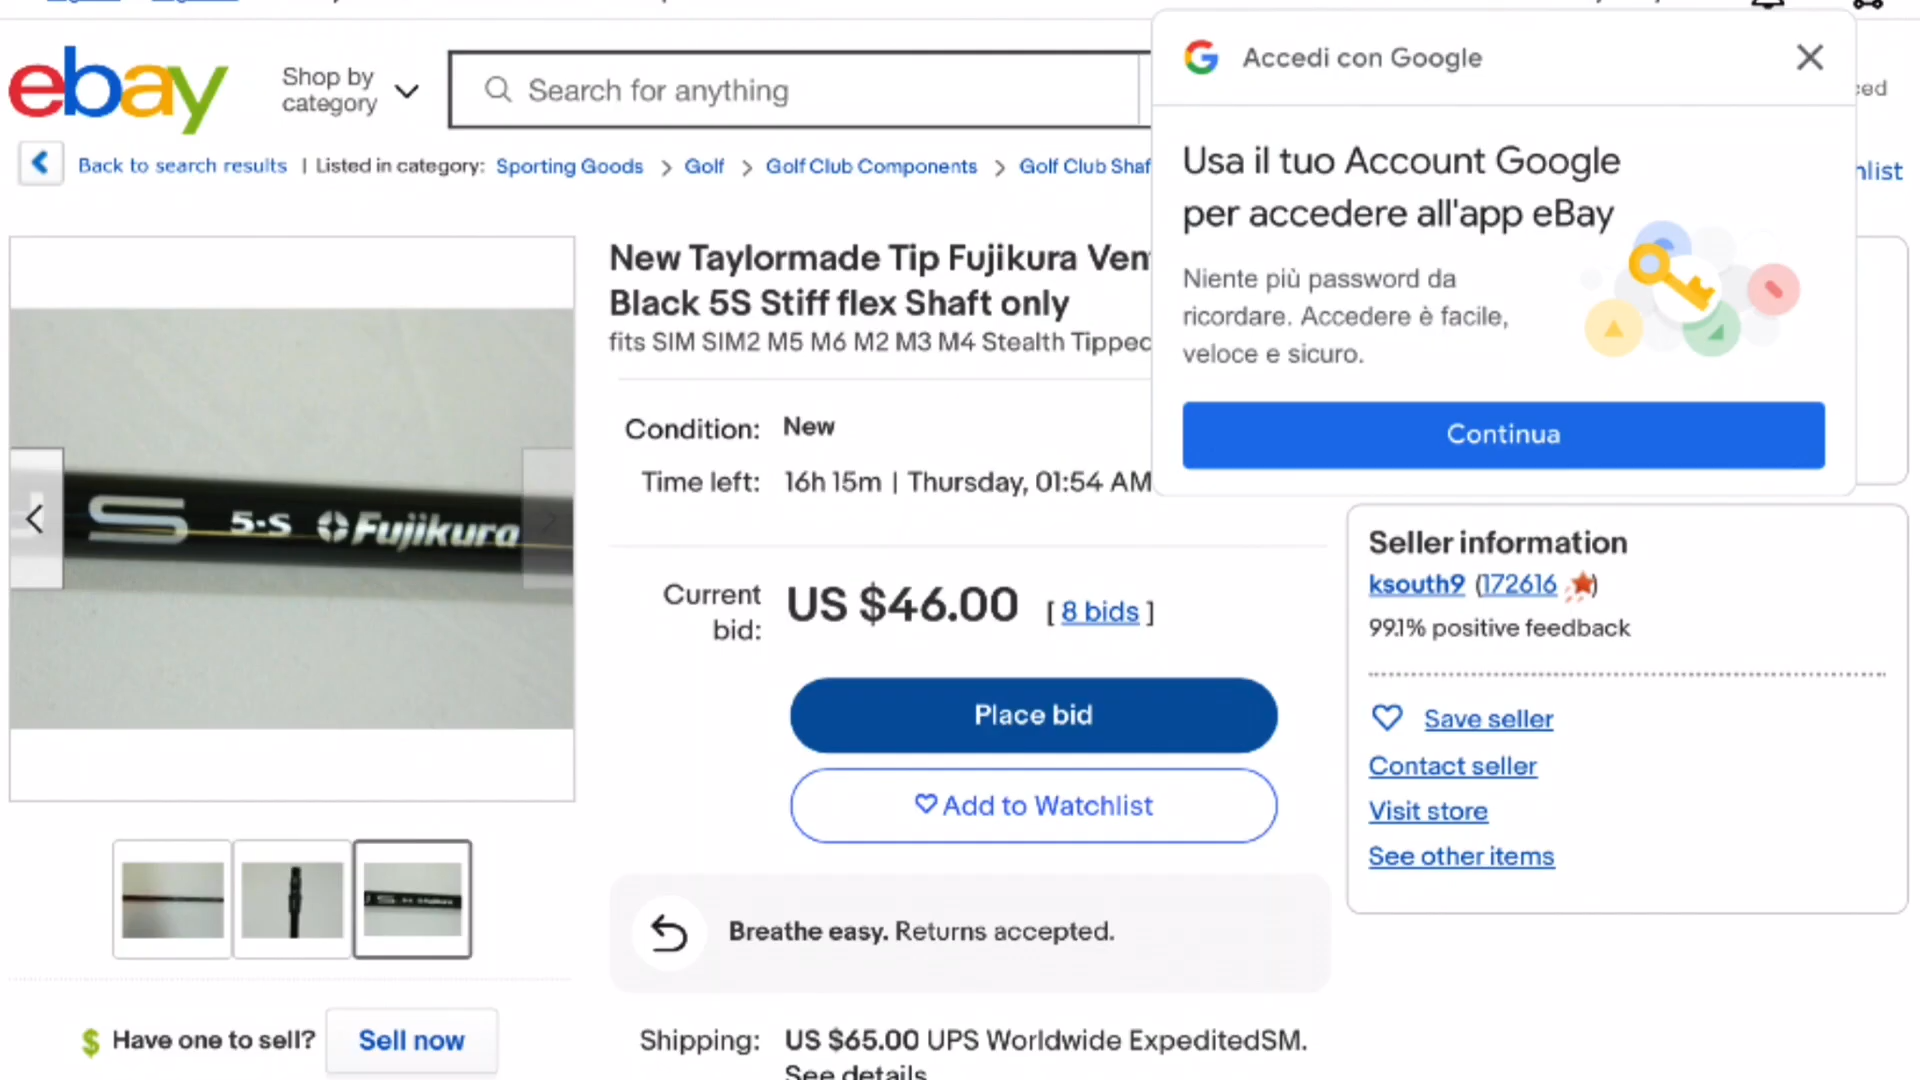 ebay
Shop by
category
Search for anything
Accedi con Google
Back to search results | Listed in category: Sporting Goods > Golf > Golf Club Components > Golf Club Shaf
Usa il tuo Account Google
per accedere all'app eBay
Niente più password da
ricordare. Accedere è facile,
veloce e sicuro.
Continua
New Taylormade Tip Fujikura Ven
Black 5S Stiff flex Shaft only
fits SIM SIM2 M5 M6 M2 M3 M4 Stealth Tipped
Condition: New
Time left: 16h 15m | Thursday, 01:54 AM
5-S Fujikura
Current
bid:
US $46.00 [ 8 bids ]
Place bid
Add to Watchlist
Breathe easy. Returns accepted.
Shipping: US $65.00 UPS Worldwide ExpeditedSM.
See details
Seller information
ksouth9 (172616)
99.1% positive feedback
Save seller
Contact seller
Visit store
See other items
$ Have one to sell? Sell now